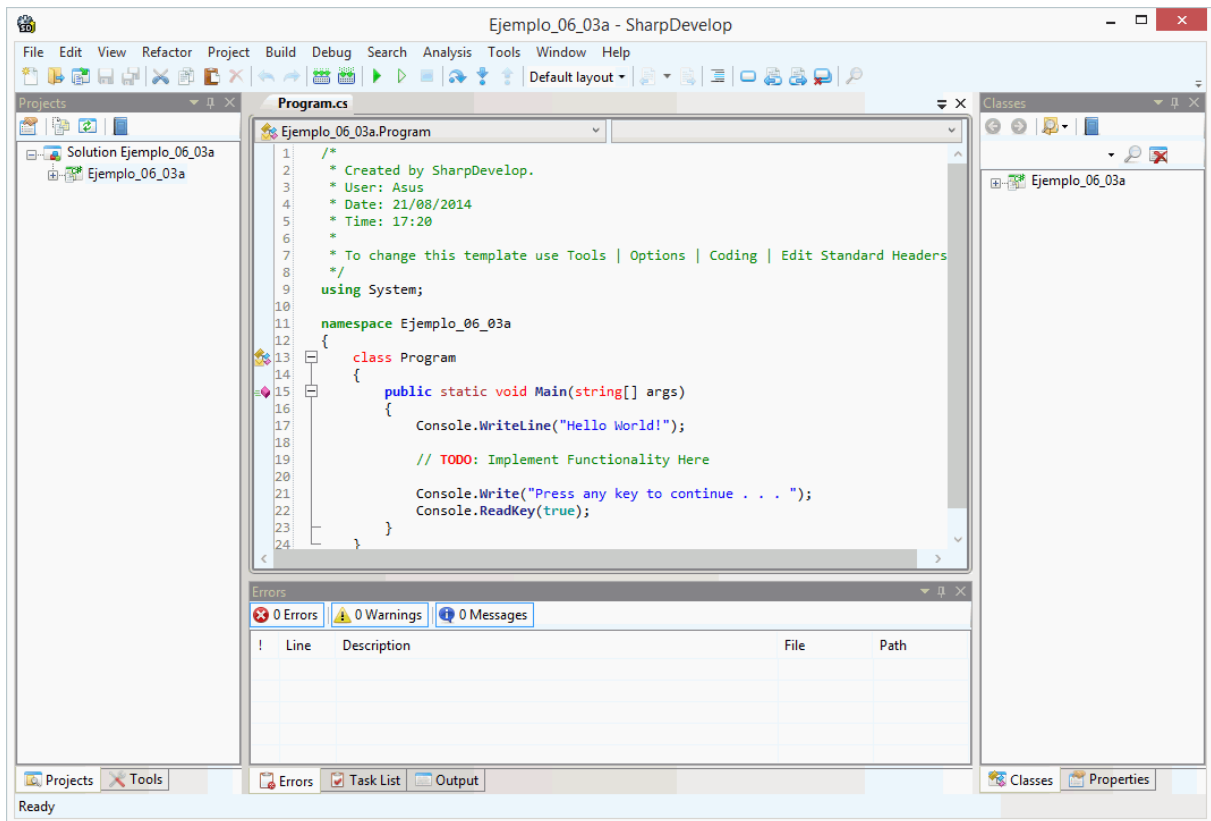 Ejemplo_06_03a - SharpDevelop
File Edit View Refactor Project Build Debug Search Analysis Tools Window Help
Default layout
Projects
Solution Ejemplo_06_03a
Ejemplo_06_03a
Program.cs
Ejemplo_06_03a.Program
1 /*
2 * Created by SharpDevelop.
3 * User: Asus
4 * Date: 21/08/2014
5 * Time: 17:20
6 *
7 * To change this template use Tools | Options | Coding | Edit Standard Headers
8 */
9 using System;
10
11 namespace Ejemplo_06_03a
12 {
13 class Program
14 {
15 public static void Main(string[] args)
16 {
17 Console.WriteLine("Hello World!");
18
19 // TODO: Implement Functionality Here
20
21 Console.Write("Press any key to continue . . . ");
22 Console.ReadKey(true);
23 }
24 }
Errors
0 Errors 0 Warnings 0 Messages
! Line Description File Path
Classes
Ejemplo_06_03a
Projects Tools
Errors Task List Output
Classes Properties
Ready